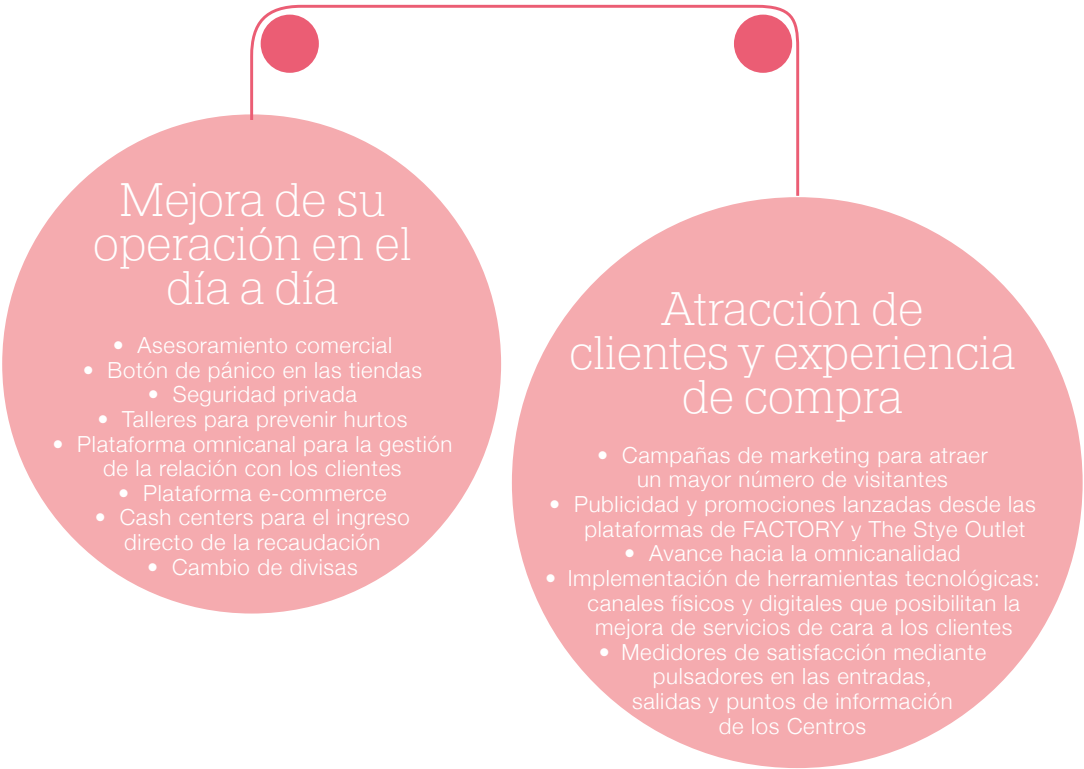 Mejora de su
operación en el
día a día
• Asesoramiento comercial
• Botón de pánico en las tiendas
• Seguridad privada
• Talleres para prevenir hurtos
• Plataforma omnicanal para la gestión
de la relación con los clientes
• Plataforma e-commerce
• Cash centers para el ingreso
directo de la recaudación
• Cambio de divisas
Atracción de
clientes y experiencia
de compra
• Campañas de marketing para atraer
un mayor número de visitantes
• Publicidad y promociones lanzadas desde las
plataformas de FACTORY y The Stye Outlet
• Avance hacia la omnicanalidad
• Implementación de herramientas tecnológicas:
canales físicos y digitales que posibilitan la
mejora de servicios de cara a los clientes
• Medidores de satisfacción mediante
pulsadores en las entradas,
salidas y puntos de información
de los Centros